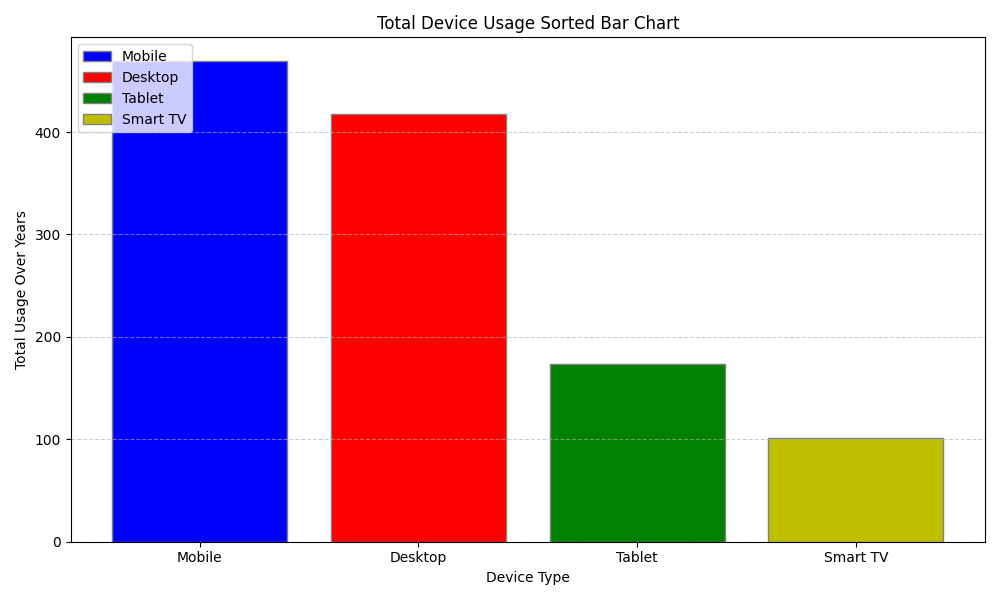 Total Device Usage Sorted Bar Chart
Mobile
Desktop
Tablet
Smart TV
Total Usage Over Years
400
300
200
100
0
Mobile
Desktop
Tablet
Smart TV
Device Type